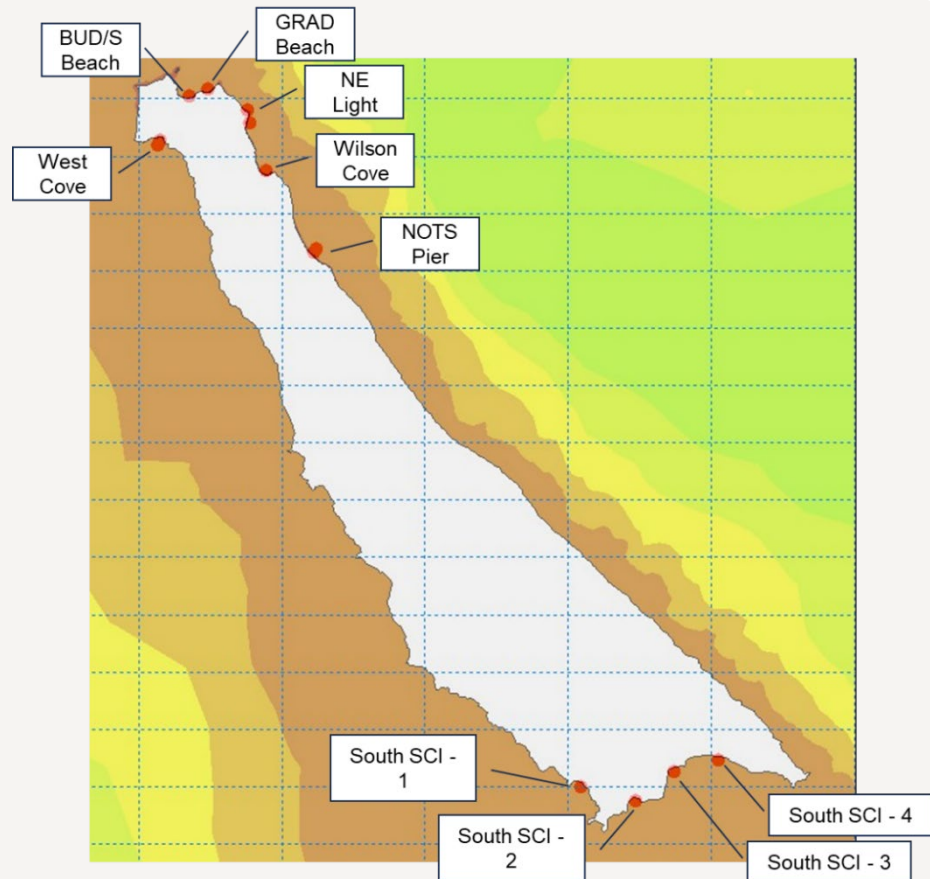 BUD/S
Beach
GRAD
Beach
NE
Light
West
Cove
Wilson
Cove
NOTS
Pier
South SCI -
1
South SCI -
2
South SCI - 4
South SCI - 3